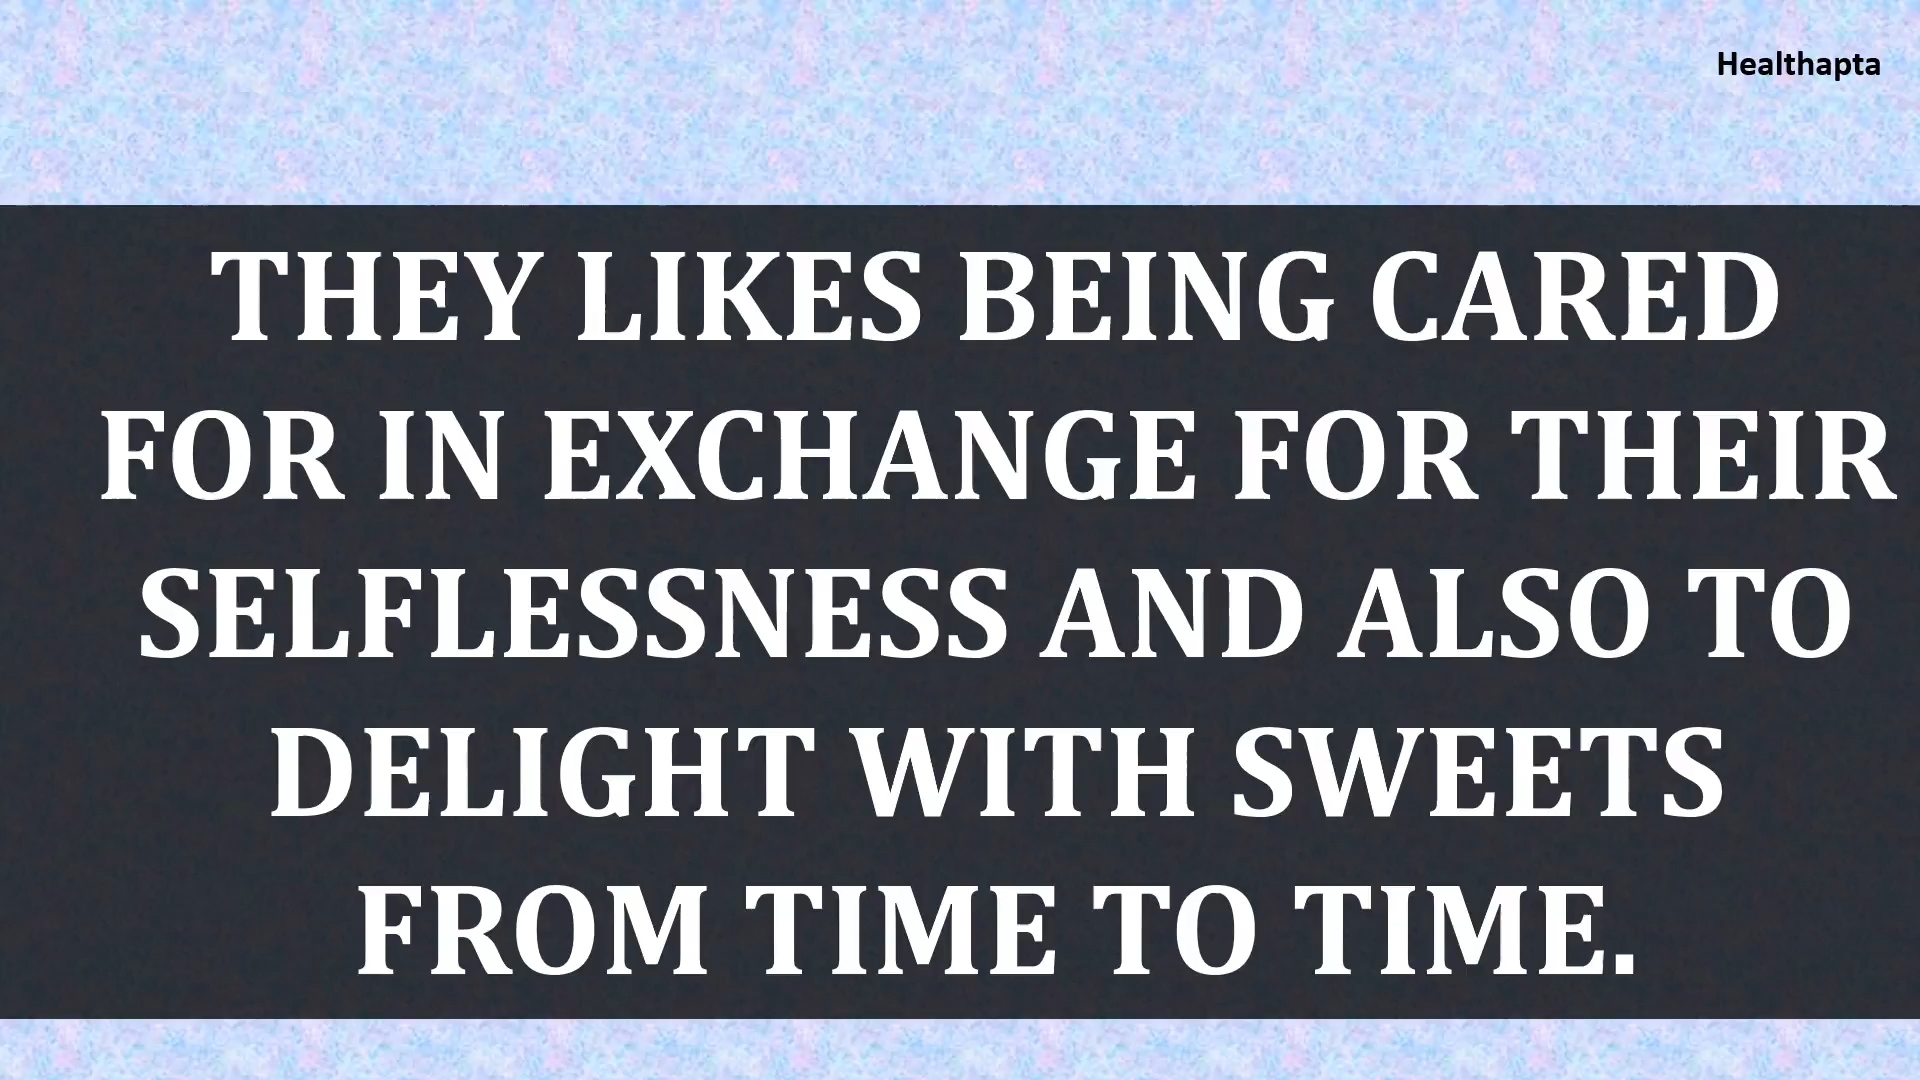 Healthapta
THEY LIKES BEING CARED
FOR IN EXCHANGE FOR THEIR
SELFLESSNESS AND ALSO TO
DELIGHT WITH SWEETS
FROM TIME TO TIME.